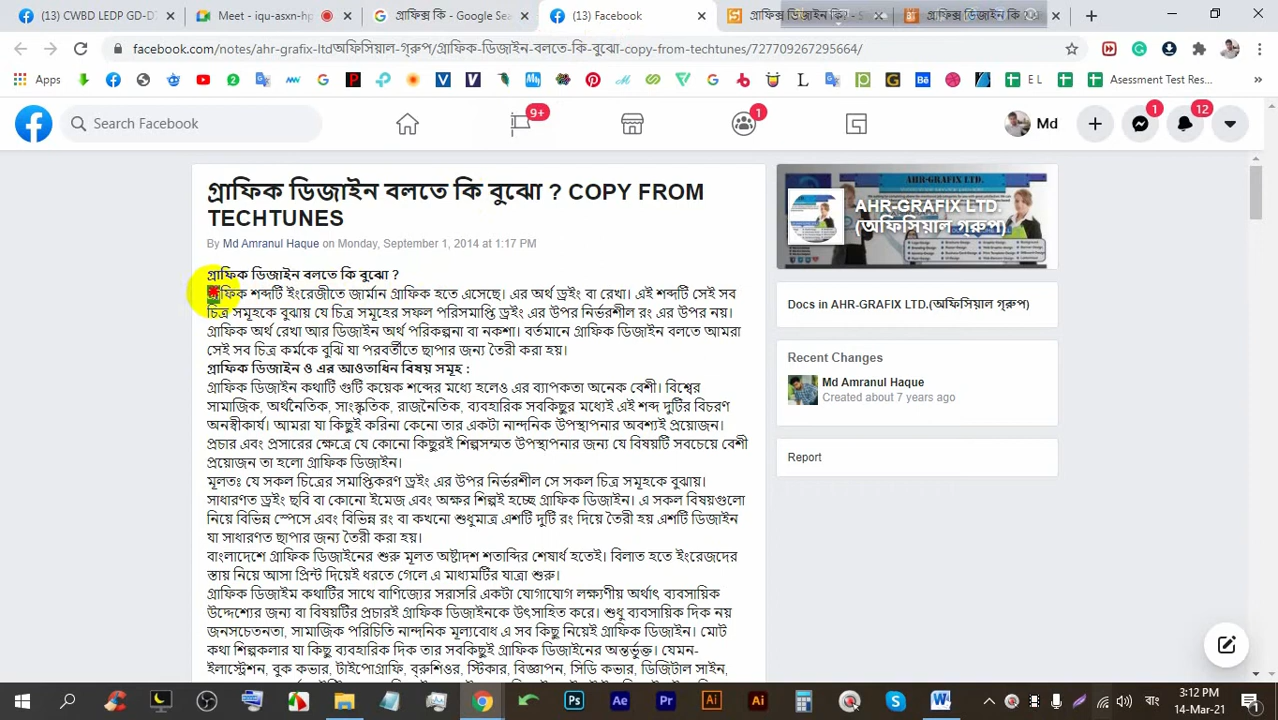 (13) CWBD LEDP GD-D
Meet - iqu-asxn-hp
গ্রাফিক্স কি - Google Sea
(13) Facebook
গ্রাফিক্স ডিজাইন কি? - S
গ্রাফিক্স ডিজাইন কি ?
facebook.com/notes/ahr-grafix-ltdঅফিসিয়াল-গ্রুপ/গ্রাফিক-ডিজাইন-বলতে-কি-বুঝো-copy-from-techtunes/727709267295664/
Apps
E L
Asessment Test Res...
Search Facebook
9+
1
Md
1
12
গ্রাফিক ডিজাইন বলতে কি বুঝো ? COPY FROM
TECHTUNES
By Md Amranul Haque on Monday, September 1, 2014 at 1:17 PM
গ্রাফিক ডিজাইন বলতে কি বুঝো ?
গ্রাফিক শব্দটি ইংরেজীতে জার্মান গ্রাফিক হতে এসেছে। এর অর্থ ড্রইং বা রেখা। এই শব্দটি সেই সব
চিত্র সমূহকে বুঝায় যে চিত্র সমূহের সফল পরিসমাপ্তি ড্রইং এর উপর নির্ভরশীল রং এর উপর নয়।
গ্রাফিক অর্থ রেখা আর ডিজাইন অর্থ পরিকল্পনা বা নকশা। বর্তমানে গ্রাফিক ডিজাইন বলতে আমরা
সেই সব চিত্র কর্মকে বুঝি যা পরবর্তীতে ছাপার জন্য তৈরী করা হয়।
গ্রাফিক ডিজাইন ও এর আওতাধিন বিষয় সমূহ :
গ্রাফিক ডিজাইন কথাটি গুটি কয়েক শব্দের মধ্যে হলেও এর ব্যাপকতা অনেক বেশী। বিশ্বের
সামাজিক, অর্থনৈতিক, সাংস্কৃতিক, রাজনৈতিক, ব্যবহারিক সবকিছুর মধ্যেই এই শব্দ দুটির বিচরণ
অনস্বীকার্য। আমরা যা কিছুই করিনা কেনো তার একটা নান্দনিক উপস্থাপনার অবশ্যই প্রয়োজন।
প্রচার এবং প্রসারের ক্ষেত্রে যে কোনো কিছুরই শিল্পসম্মত উপস্থাপনার জন্য যে বিষয়টি সবচেয়ে বেশী
প্রয়োজন তা হলো গ্রাফিক ডিজাইন।
মূলতঃ যে সকল চিত্রের সমাপ্তিকরণ ড্রইং এর উপর নির্ভরশীল সে সকল চিত্র সমূহকে বুঝায়।
সাধারণত ড্রইং ছবি বা কোনো ইমেজ এবং অক্ষর শিল্পই হচ্ছে গ্রাফিক ডিজাইন। এ সকল বিষয়গুলো
নিয়ে বিভিন্ন স্পেসে এবং বিভিন্ন রং বা কখনো শুধুমাত্র এশটি দুটি রং দিয়ে তৈরী হয় এশটি ডিজাইন
যা সাধারণত ছাপার জন্য তৈরী করা হয়।
বাংলাদেশে গ্রাফিক ডিজাইনের শুরু মূলত অষ্টাদশ শতাব্দির শেষার্ধ হতেই। বিলাত হতে ইংরেজদের
স্তায় নিয়ে আসা প্রিন্ট দিয়েই ধরতে গেলে এ মাধ্যমটির যাত্রা শুরু।
গ্রাফিক ডিজাইম কথাটির সাথে বাণিজ্যের সরাসরি একটা যোগাযোগ লক্ষ্যণীয় অর্থাৎ ব্যবসায়িক
উদ্দেশ্যের জন্য বা বিষয়টির প্রচারই গ্রাফিক ডিজাইনকে উৎসাহিত করে। শুধু ব্যবসায়িক দিক নয়
জনসচেতনতা, সামাজিক পরিচিতি নান্দনিক মূল্যবোধ এ সব কিছু নিয়েই গ্রাফিক ডিজাইন। মোট
কথা শিল্পকলার যা কিছু ব্যবহারিক দিক তার সবকিছুই গ্রাফিক ডিজাইনের অন্তর্ভুক্ত। যেমন-
ইলাস্ট্রেশন, বুক কভার, টাইপোগ্রাফি, ব্রুশিওর, স্টিকার, বিজ্ঞাপন, সিডি কভার, ডিজিটাল সাইন,
AHR-GRAFIX LTD.
AHR-GRAFIX LTD.
(অফিসিয়াল গ্রুপ)
Docs in AHR-GRAFIX LTD.(অফিসিয়াল গ্রুপ)
Recent Changes
Md Amranul Haque
Created about 7 years ago
Report
বাং
3:12 PM
14-Mar-21